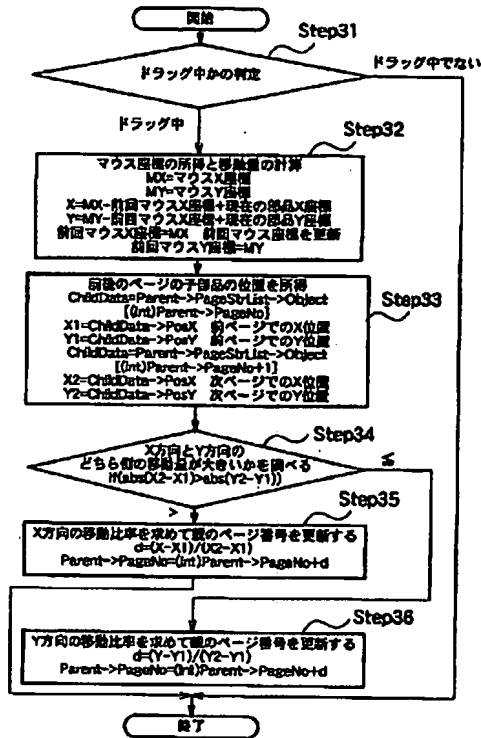 開始
Step31
ドラッグ中かの判定
ドラッグ中でない
ドラッグ中
Step32
マウス座標の所得と移動量の計算
MX=マウスX座標
MY=マウスY座標
X=MX-前回マウスX座標+現在の部品X座標
Y=MY-前回マウスX座標+現在の部品Y座標
前回マウスX座標=MX 前回マウス座標を更新
前回マウスY座標=MY
Step33
前後のページの子部品の位置を所得
ChildData=Parent->PageStrList->Object
[(int)Parent->PageNo]
X1=ChildData->PosX 前ページでのX位置
Y1=ChildData->PosY 前ページでのY位置
ChildData=Parent->PageStrList->Object
[(int)Parent->PageNo+1]
X2=ChildData->PosX 次ページでのX位置
Y2=ChildData->PosY 次ページでのY位置
Step34
X方向とY方向の
どちら側の移動量が大きいかを調べる
if(abs(X2-X1)>abs(Y2-Y1))
Step35
X方向の移動比率を求めて親のページ番号を更新する
d=(X-X1)/(X2-X1)
Parent->PageNo=(int)Parent->PageNo+d
Step36
Y方向の移動比率を求めて親のページ番号を更新する
d=(Y-Y1)/(Y2-Y1)
Parent->PageNo=(int)Parent->PageNo+d
終了